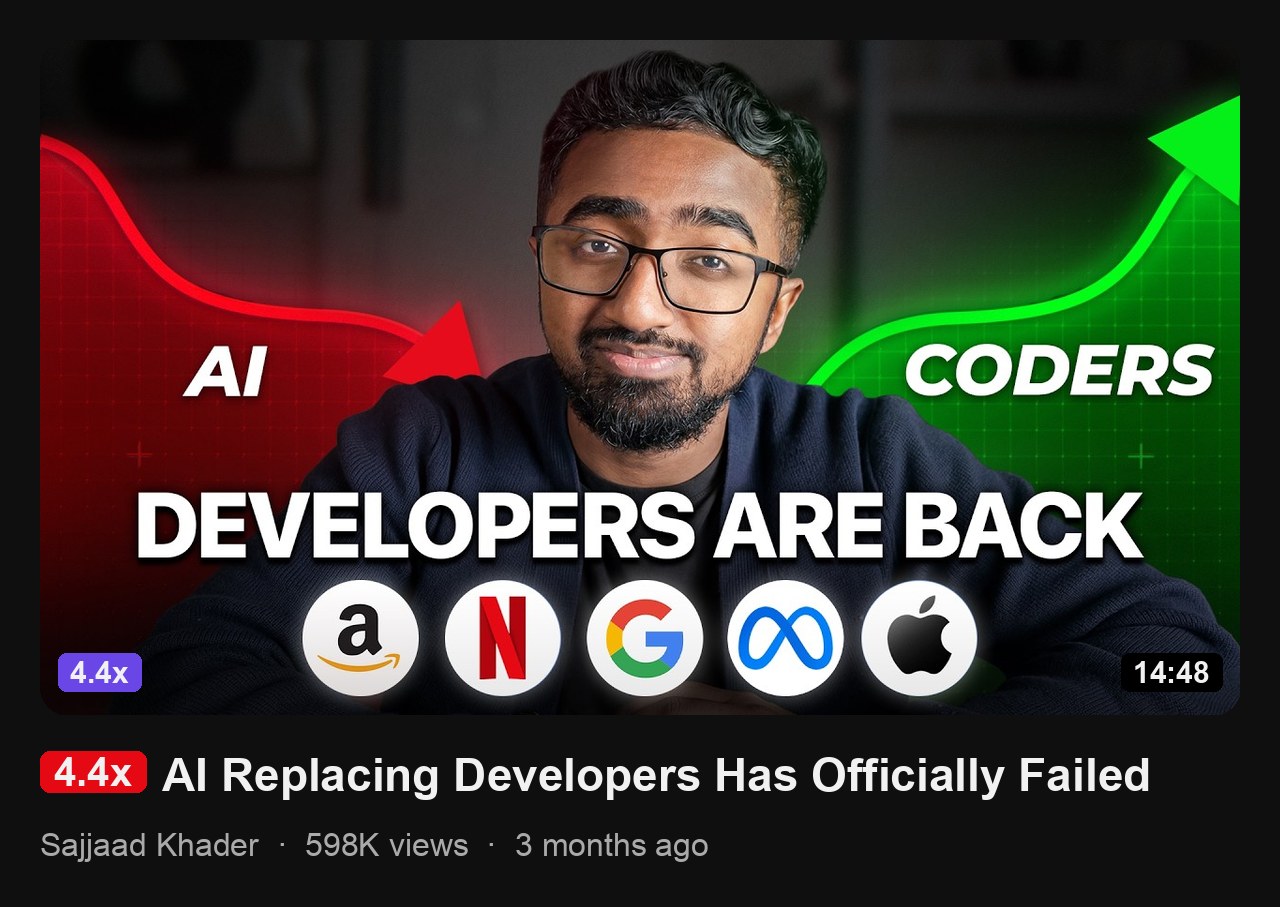 AI
CODERS
DEVELOPERS ARE BACK
a
N
G
4.4x
14:48
4.4x AI Replacing Developers Has Officially Failed
Sajjaad Khader · 598K views · 3 months ago